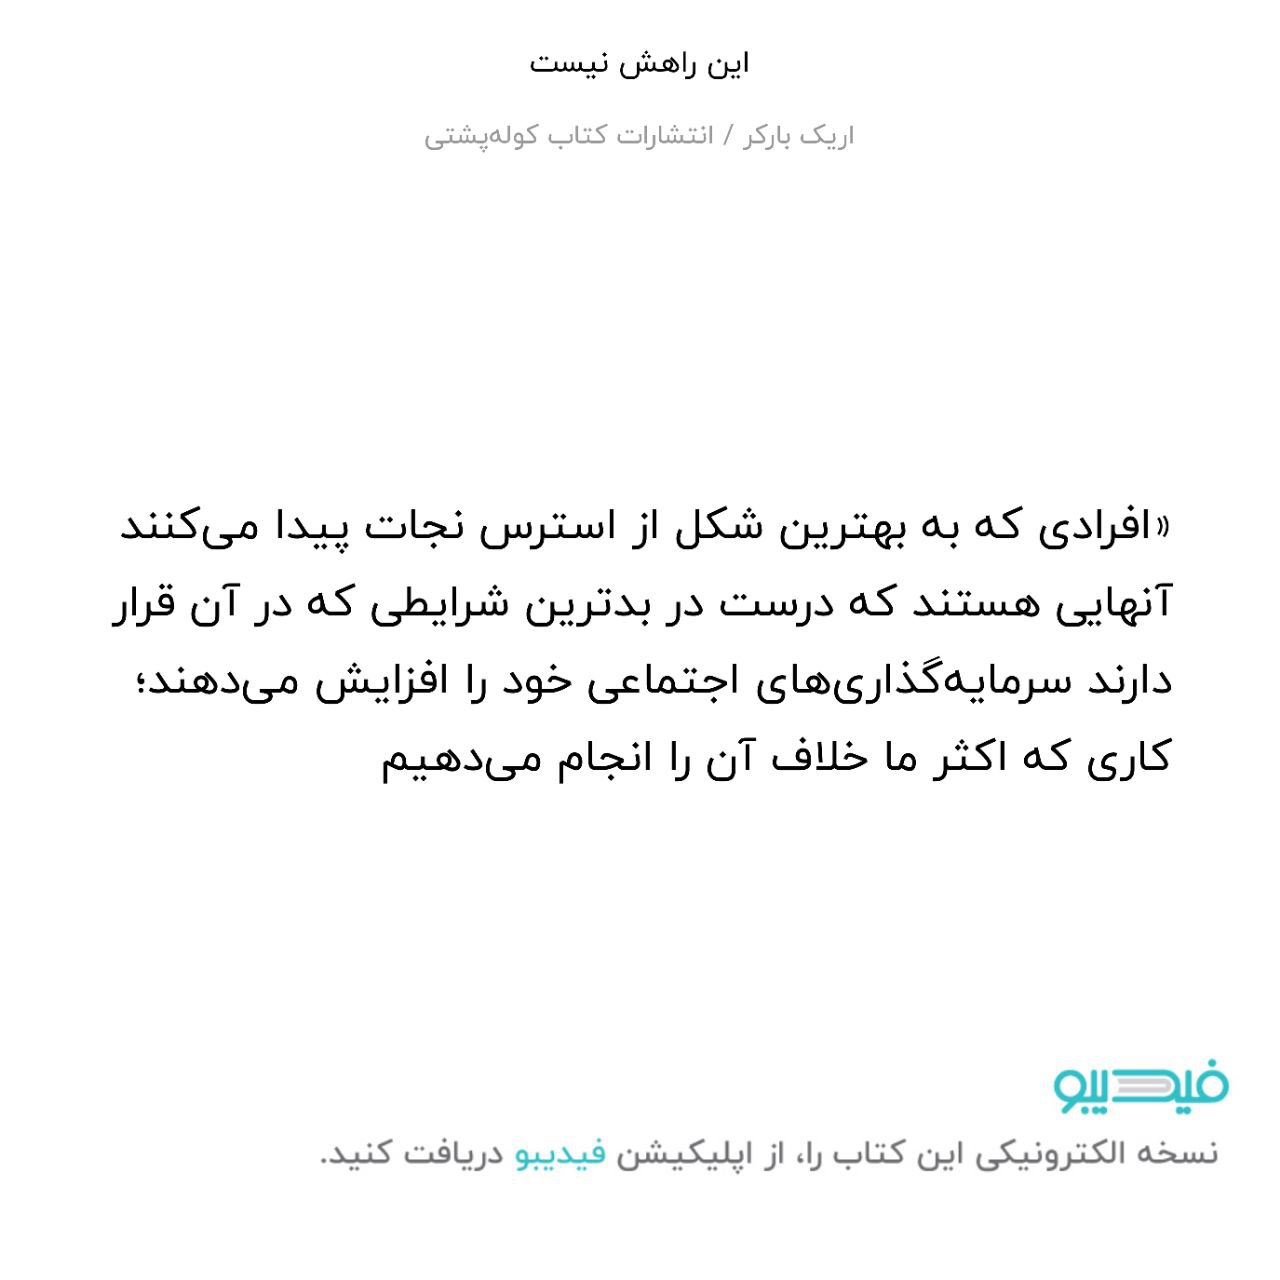 این راهش نیست
اریک بارکر / انتشارات کتاب کوله‌پشتی
«افرادی که به بهترین شکل از استرس نجات پیدا می‌کنند
آنهایی هستند که درست در بدترین شرایطی که در آن قرار
دارند سرمایه‌گذاری‌های اجتماعی خود را افزایش می‌دهند؛
کاری که اکثر ما خلاف آن را انجام می‌دهیم
فیدیبو
نسخه الکترونیکی این کتاب را، از اپلیکیشن فیدیبو دریافت کنید.